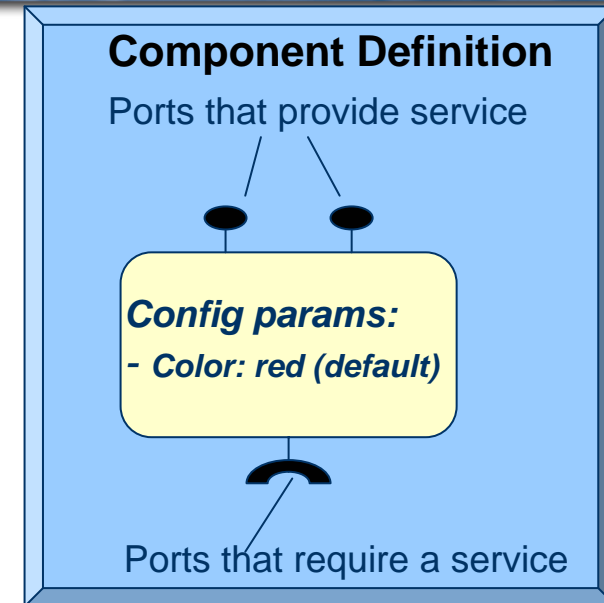 Component Definition
Ports that provide service
Config params:
- Color: red (default)
Ports that require a service